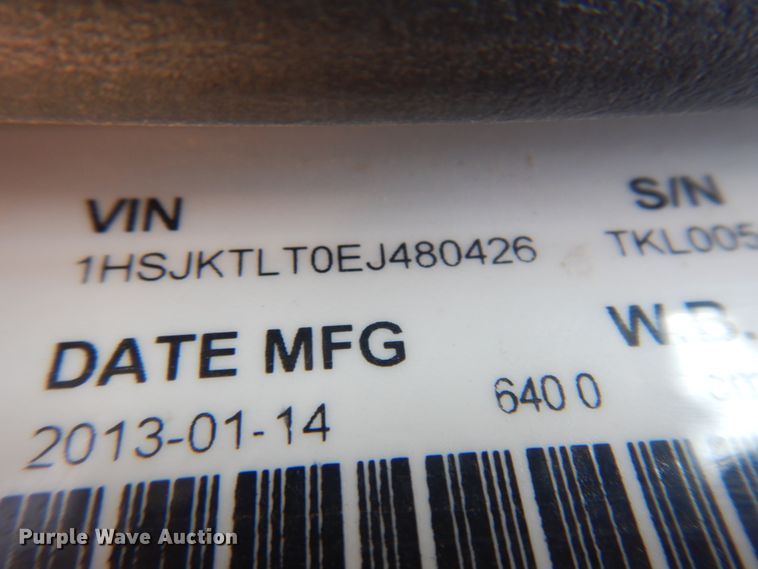 VIN
S/N
1HSJKTLT0EJ480426
TKL005
DATE MFG
W.B.
2013-01-14
640 0
Purple Wave Auction